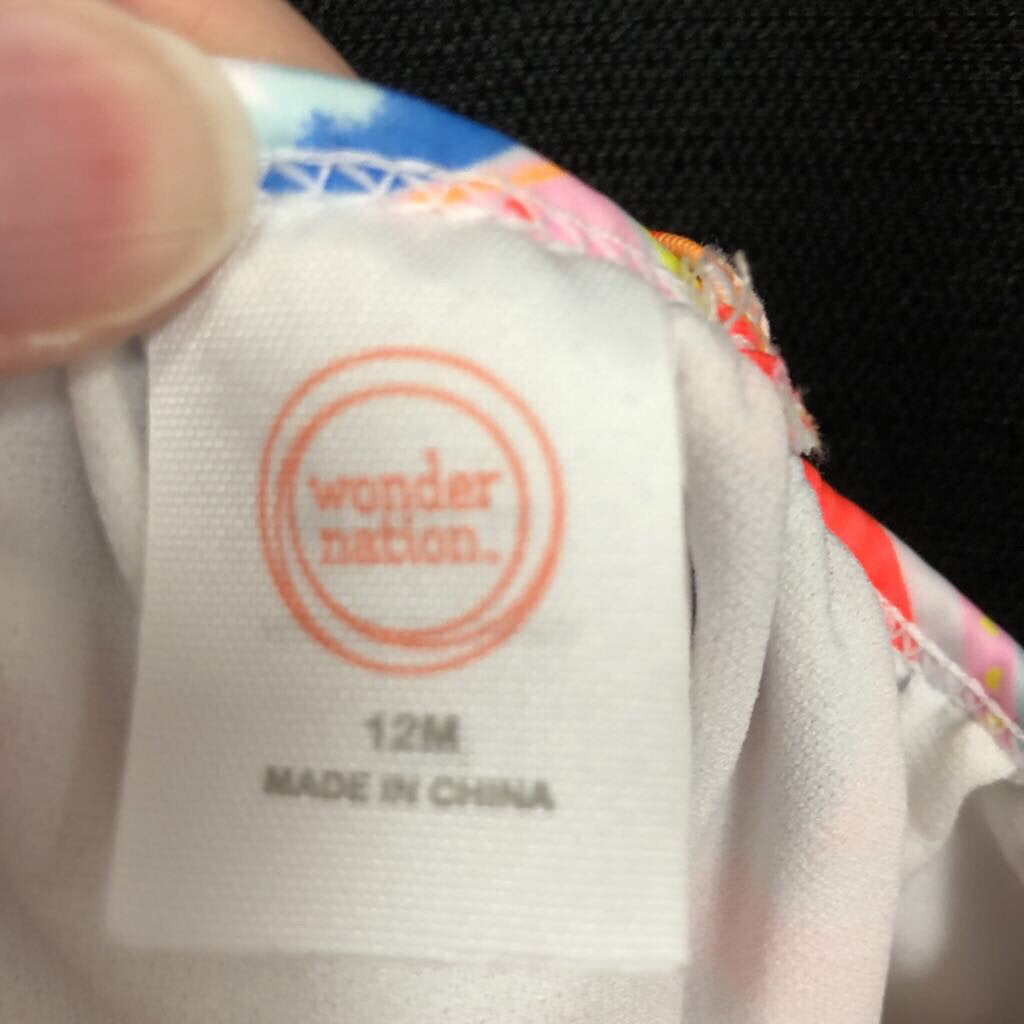 wonder
nation.
12M
MADE IN CHINA